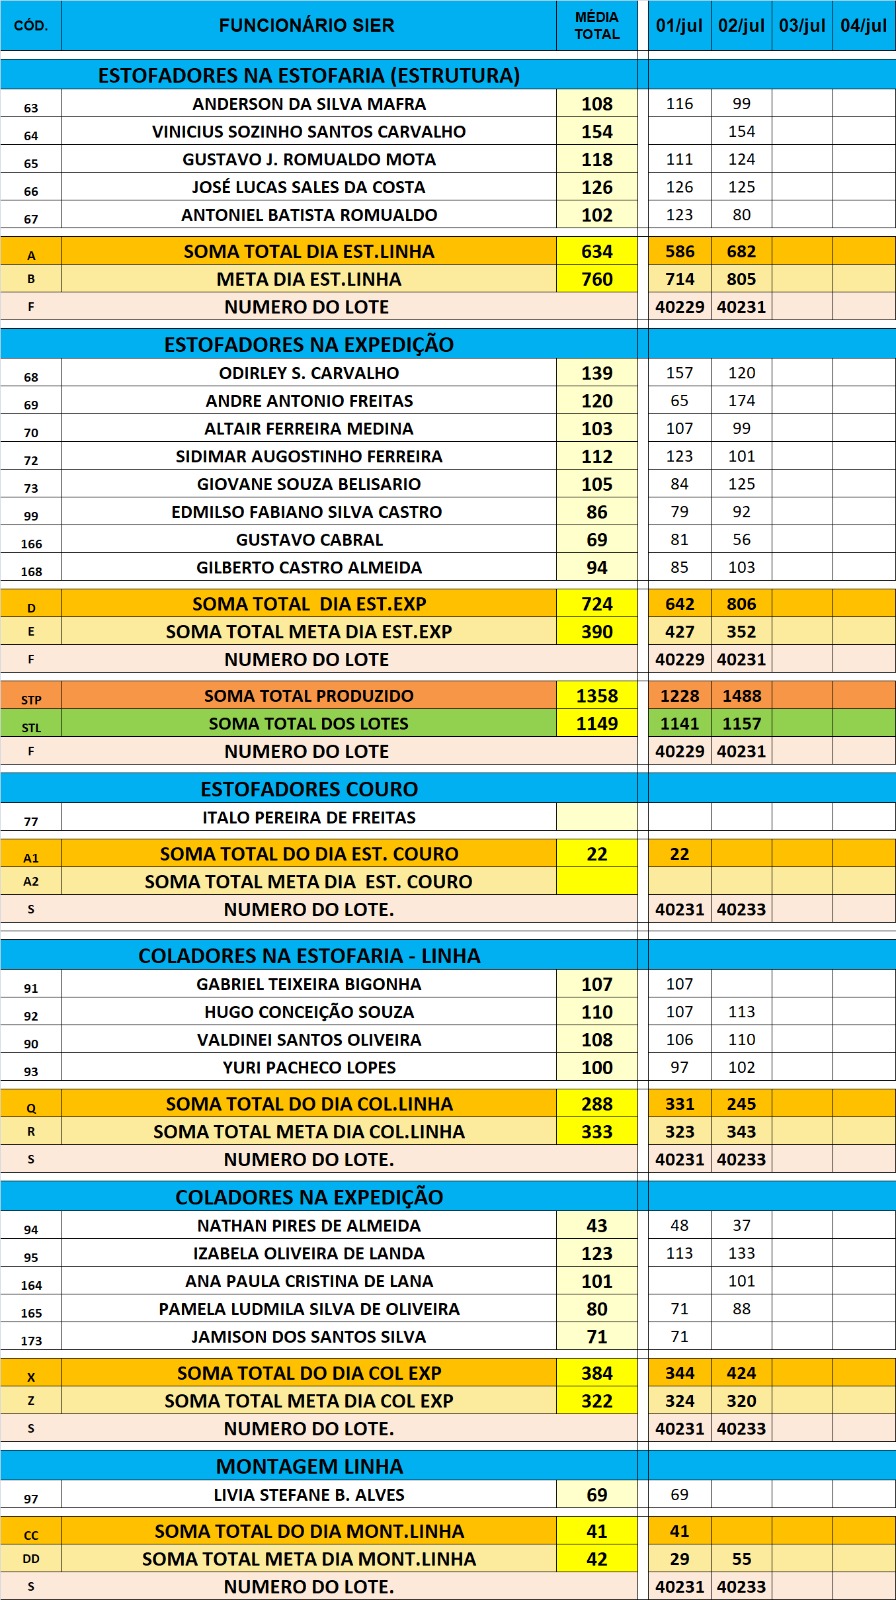 CÓD. FUNCIONÁRIO SIER MÉDIA TOTAL 01/jul 02/jul 03/jul 04/jul
ESTOFADORES NA ESTOFARIA (ESTRUTURA)
63 ANDERSON DA SILVA MAFRA 108 116 99
64 VINICIUS SOZINHO SANTOS CARVALHO 154 154
65 GUSTAVO J. ROMUALDO MOTA 118 111 124
66 JOSÉ LUCAS SALES DA COSTA 126 126 125
67 ANTONIEL BATISTA ROMUALDO 102 123 80
A SOMA TOTAL DIA EST.LINHA 634 586 682
B META DIA EST.LINHA 760 714 805
F NUMERO DO LOTE 40229 40231
ESTOFADORES NA EXPEDIÇÃO
68 ODIRLEY S. CARVALHO 139 157 120
69 ANDRE ANTONIO FREITAS 120 65 174
70 ALTAIR FERREIRA MEDINA 103 107 99
72 SIDIMAR AUGOSTINHO FERREIRA 112 123 101
73 GIOVANE SOUZA BELISARIO 105 84 125
99 EDMILSO FABIANO SILVA CASTRO 86 79 92
166 GUSTAVO CABRAL 69 81 56
168 GILBERTO CASTRO ALMEIDA 94 85 103
D SOMA TOTAL DIA EST.EXP 724 642 806
E SOMA TOTAL META DIA EST.EXP 390 427 352
F NUMERO DO LOTE 40229 40231
STP SOMA TOTAL PRODUZIDO 1358 1228 1488
STL SOMA TOTAL DOS LOTES 1149 1141 1157
F NUMERO DO LOTE 40229 40231
ESTOFADORES COURO
77 ITALO PEREIRA DE FREITAS
A1 SOMA TOTAL DO DIA EST. COURO 22 22
A2 SOMA TOTAL META DIA EST. COURO
S NUMERO DO LOTE. 40231 40233
COLADORES NA ESTOFARIA - LINHA
91 GABRIEL TEIXEIRA BIGONHA 107 107
92 HUGO CONCEIÇÃO SOUZA 110 107 113
90 VALDINEI SANTOS OLIVEIRA 108 106 110
93 YURI PACHECO LOPES 100 97 102
Q SOMA TOTAL DO DIA COL.LINHA 288 331 245
R SOMA TOTAL META DIA COL.LINHA 333 323 343
S NUMERO DO LOTE. 40231 40233
COLADORES NA EXPEDIÇÃO
94 NATHAN PIRES DE ALMEIDA 43 48 37
95 IZABELA OLIVEIRA DE LANDA 123 113 133
164 ANA PAULA CRISTINA DE LANA 101 101
165 PAMELA LUDMILA SILVA DE OLIVEIRA 80 71 88
173 JAMISON DOS SANTOS SILVA 71 71
X SOMA TOTAL DO DIA COL EXP 384 344 424
Z SOMA TOTAL META DIA COL EXP 322 324 320
S NUMERO DO LOTE. 40231 40233
MONTAGEM LINHA
97 LIVIA STEFANE B. ALVES 69 69
CC SOMA TOTAL DO DIA MONT.LINHA 41 41
DD SOMA TOTAL META DIA MONT.LINHA 42 29 55
S NUMERO DO LOTE. 40231 40233